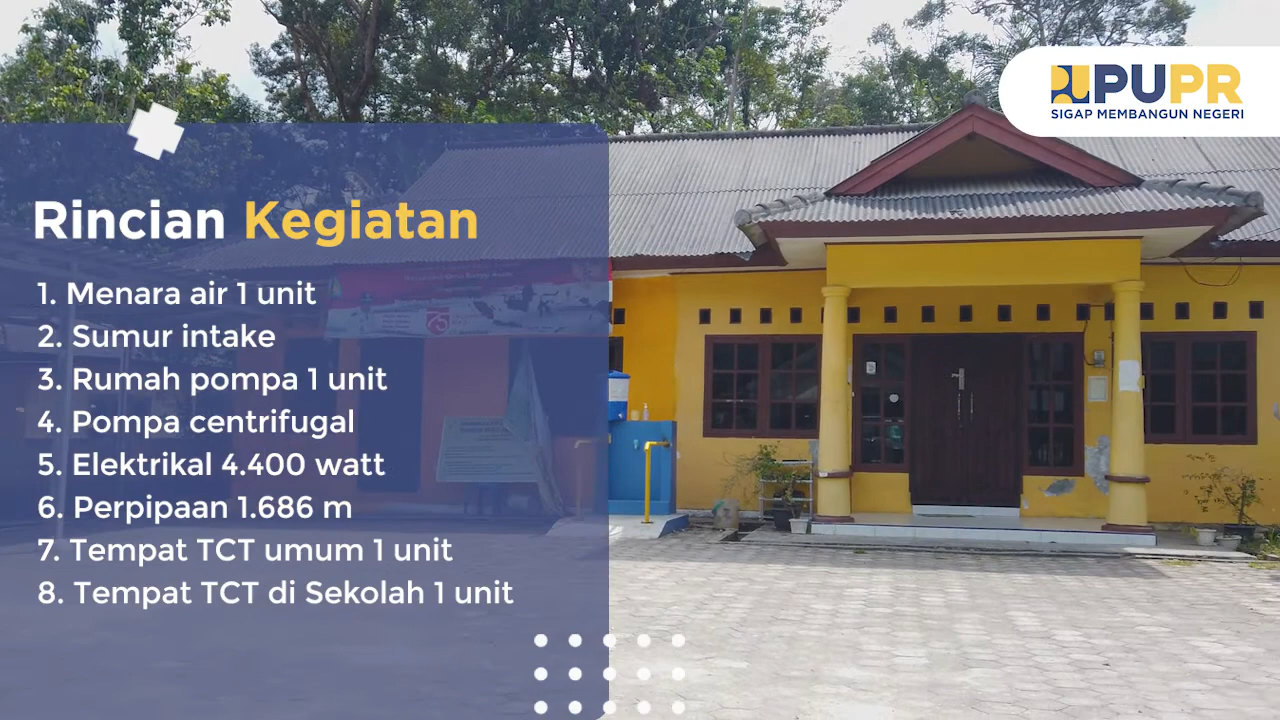 PUPR
SIGAP MEMBANGUN NEGERI
Rincian Kegiatan
1. Menara air 1 unit
2. Sumur intake
3. Rumah pompa 1 unit
4. Pompa centrifugal
5. Elektrikal 4.400 watt
6. Perpipaan 1.686 m
7. Tempat TCT umum 1 unit
8. Tempat TCT di Sekolah 1 unit